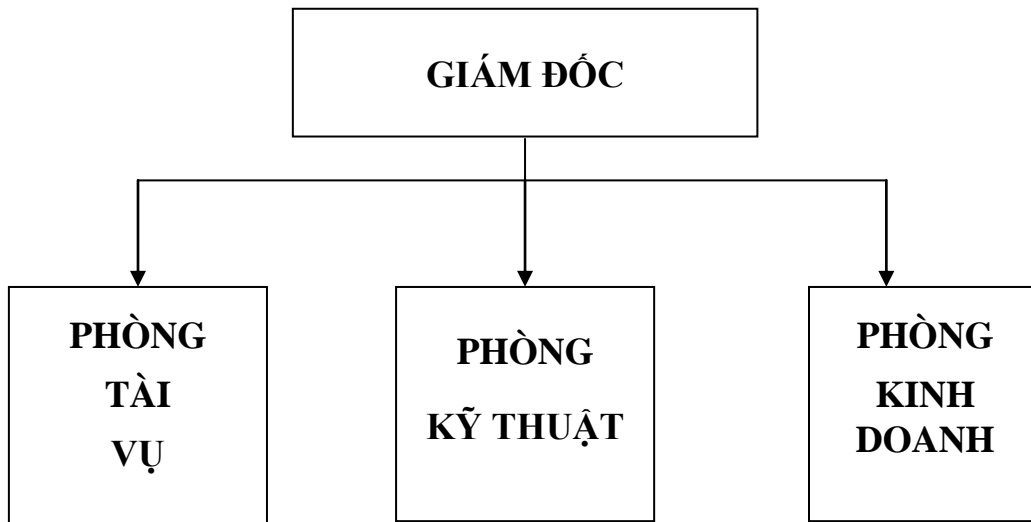 GIÁM ĐỐC
PHÒNG
TÀI
VỤ
PHÒNG
KỸ THUẬT
PHÒNG
KINH
DOANH